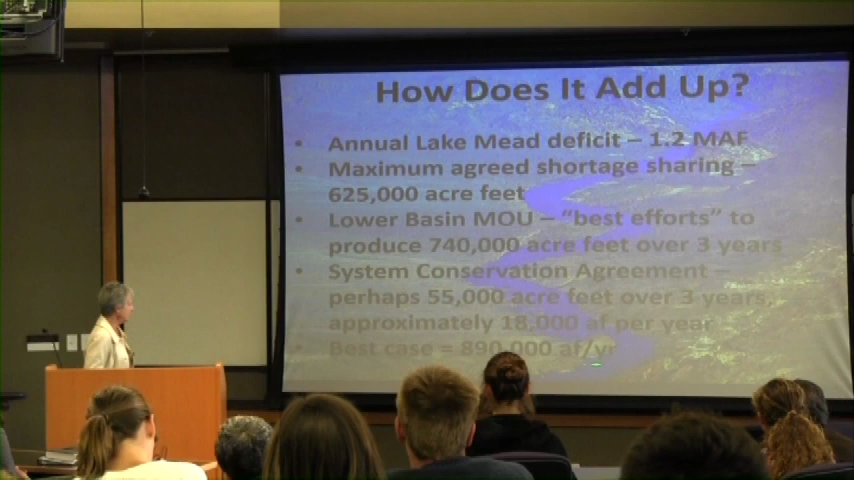 How Does It Add Up?
• Annual Lake Mead deficit – 1.2 MAF
• Maximum agreed shortage sharing –
625,000 acre feet
• Lower Basin MOU – “best efforts” to
produce 740,000 acre feet over 3 years
• System Conservation Agreement –
perhaps 55,000 acre feet over 3 years,
approximately 18,000 af per year
• Best case = 890,000 af/yr